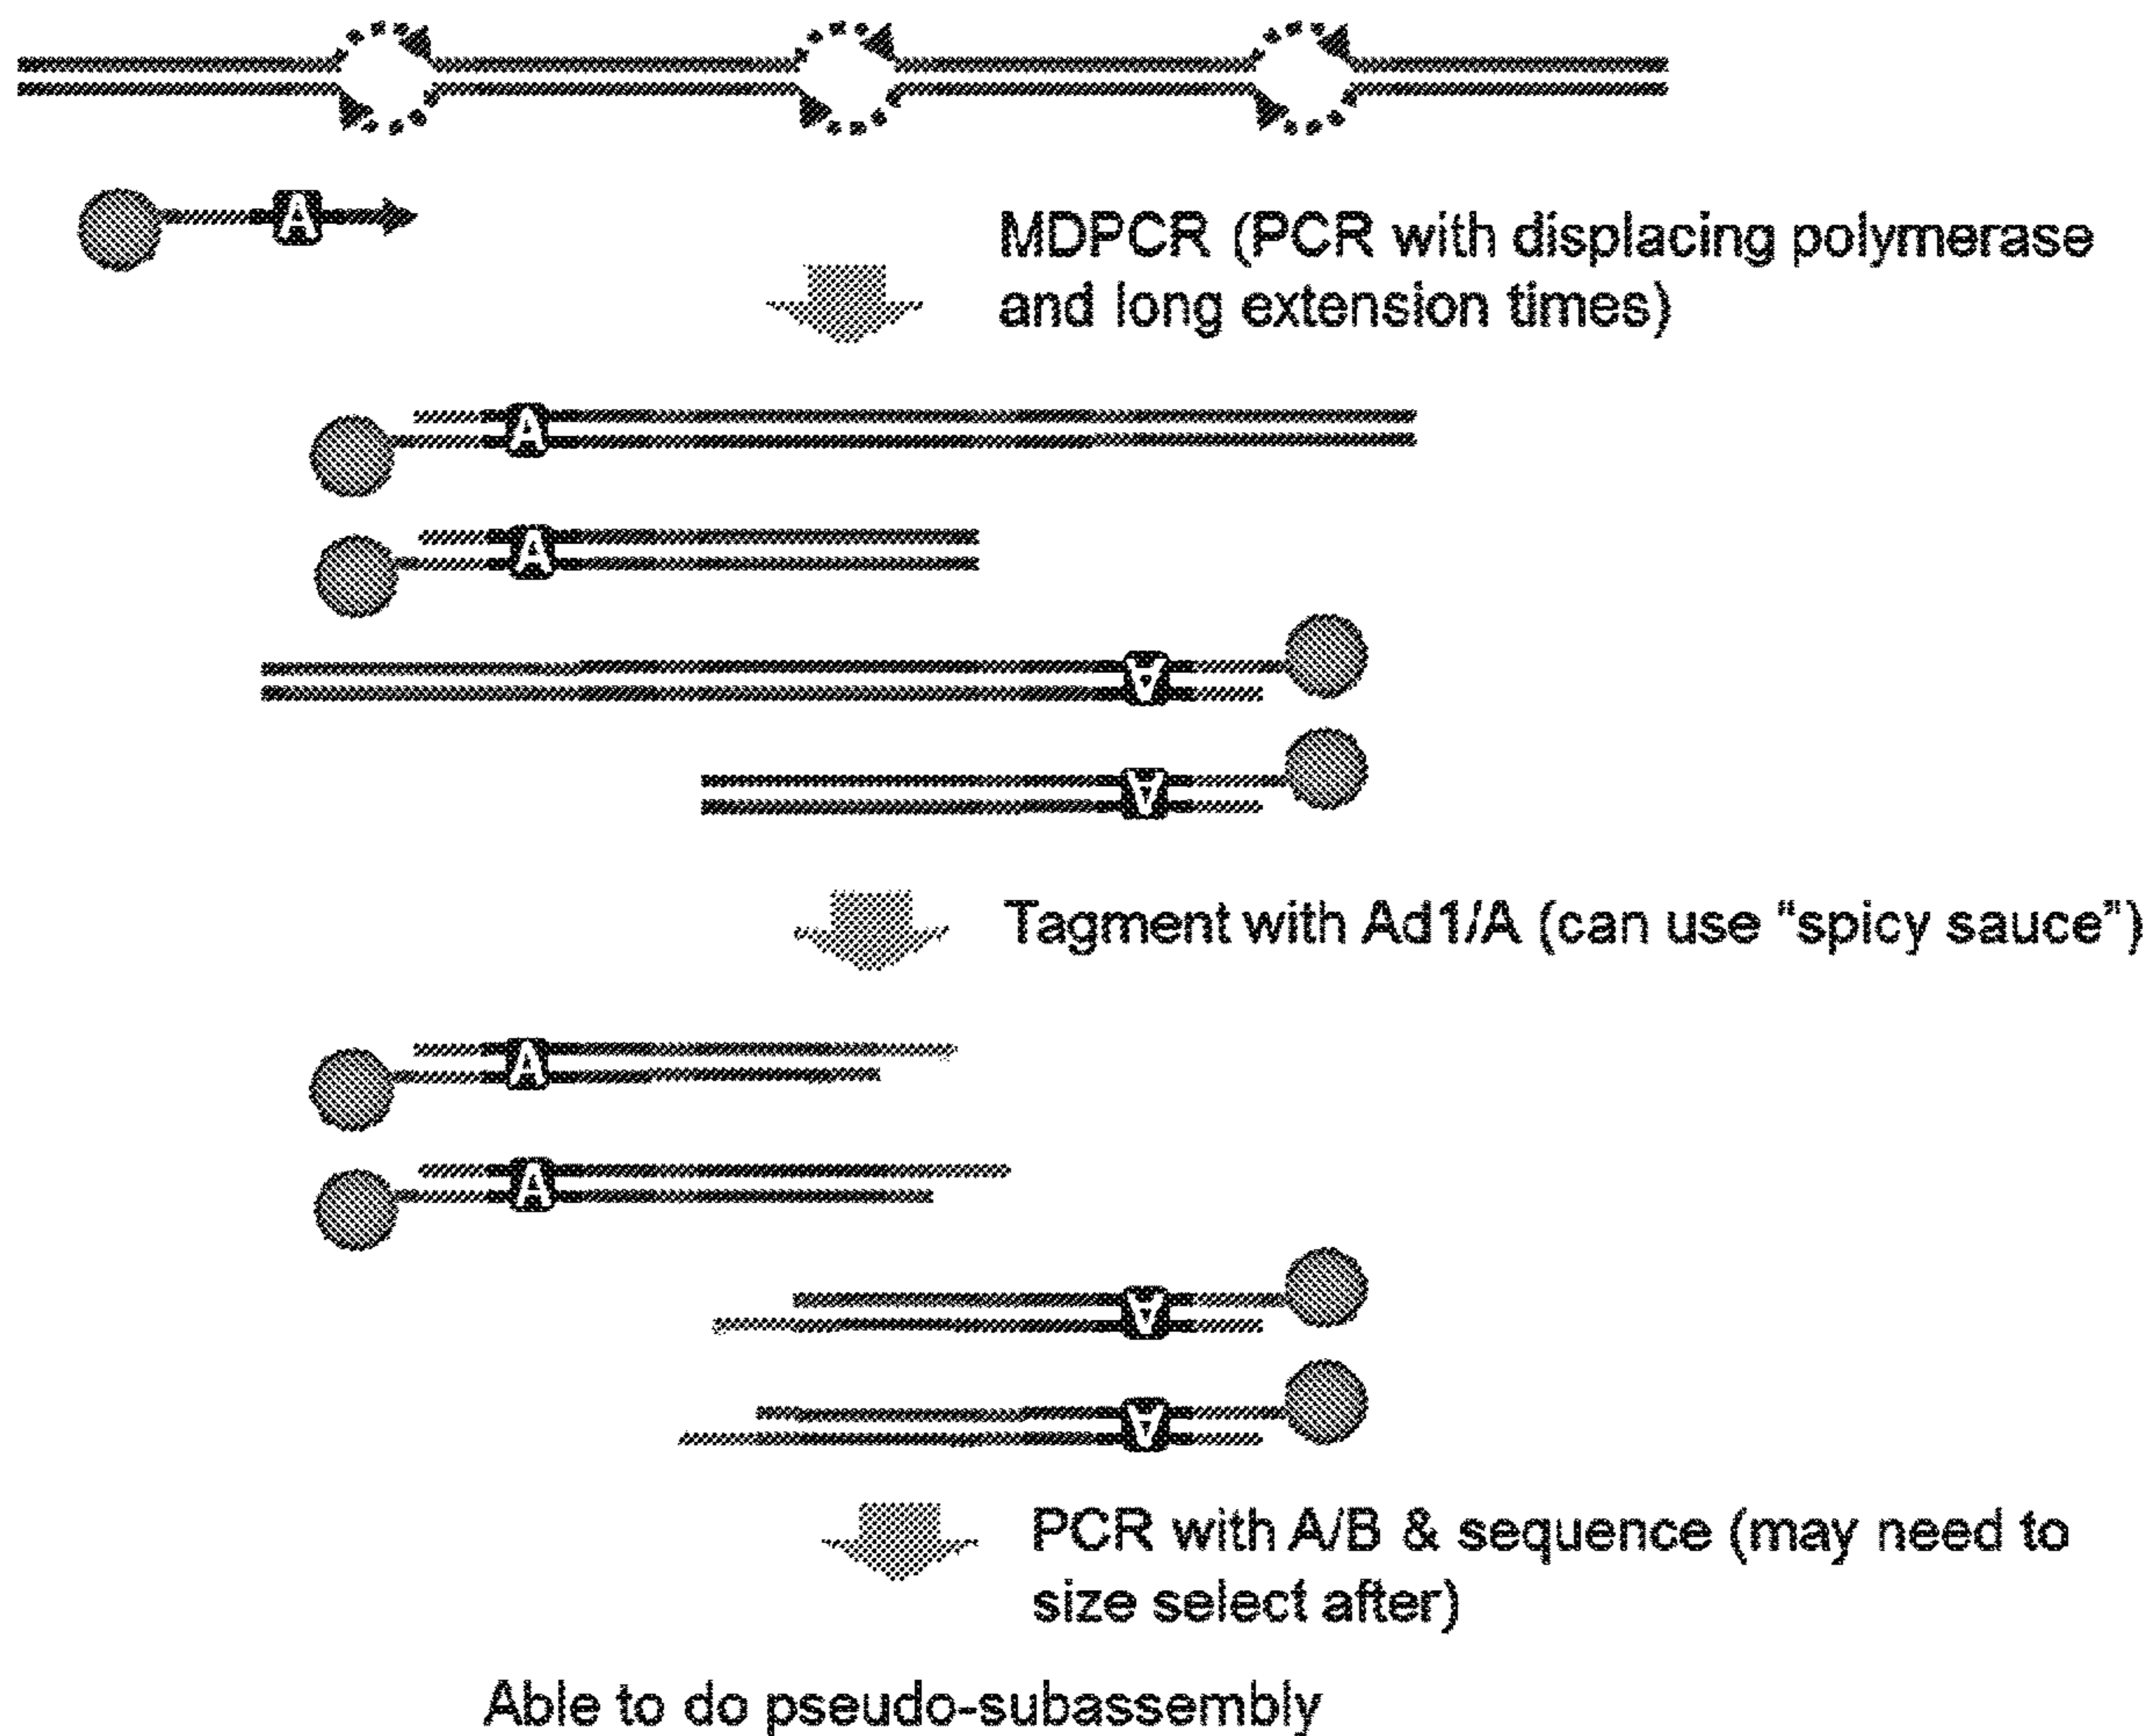 A
MDPCR (PCR with displacing polymerase
and long extension times)
A
A
A
A
Tagment with Ad1/A (can use "spicy sauce")
A
A
A
A
PCR with A/B & sequence (may need to
size select after)
Able to do pseudo-subassembly